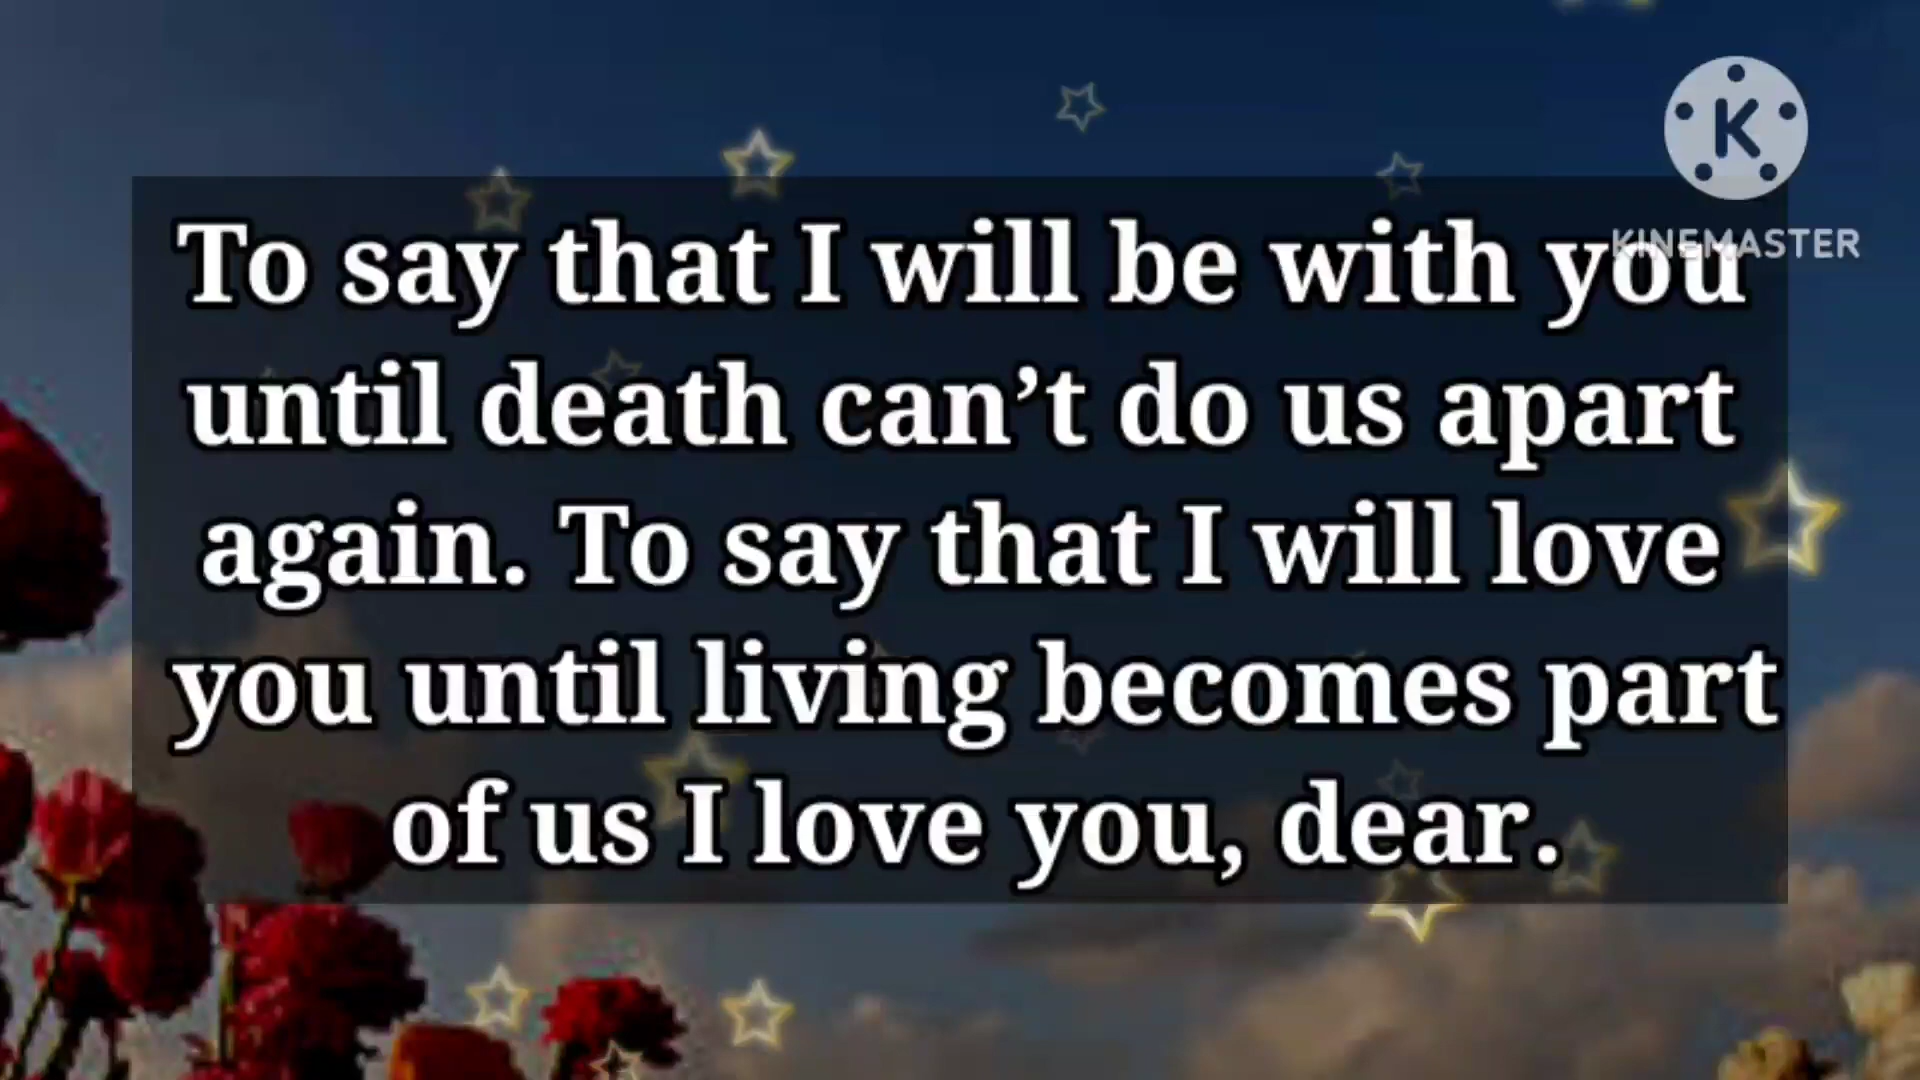 K
KINEMASTER
To say that I will be with you
until death can’t do us apart
again. To say that I will love
you until living becomes part
of us I love you, dear.